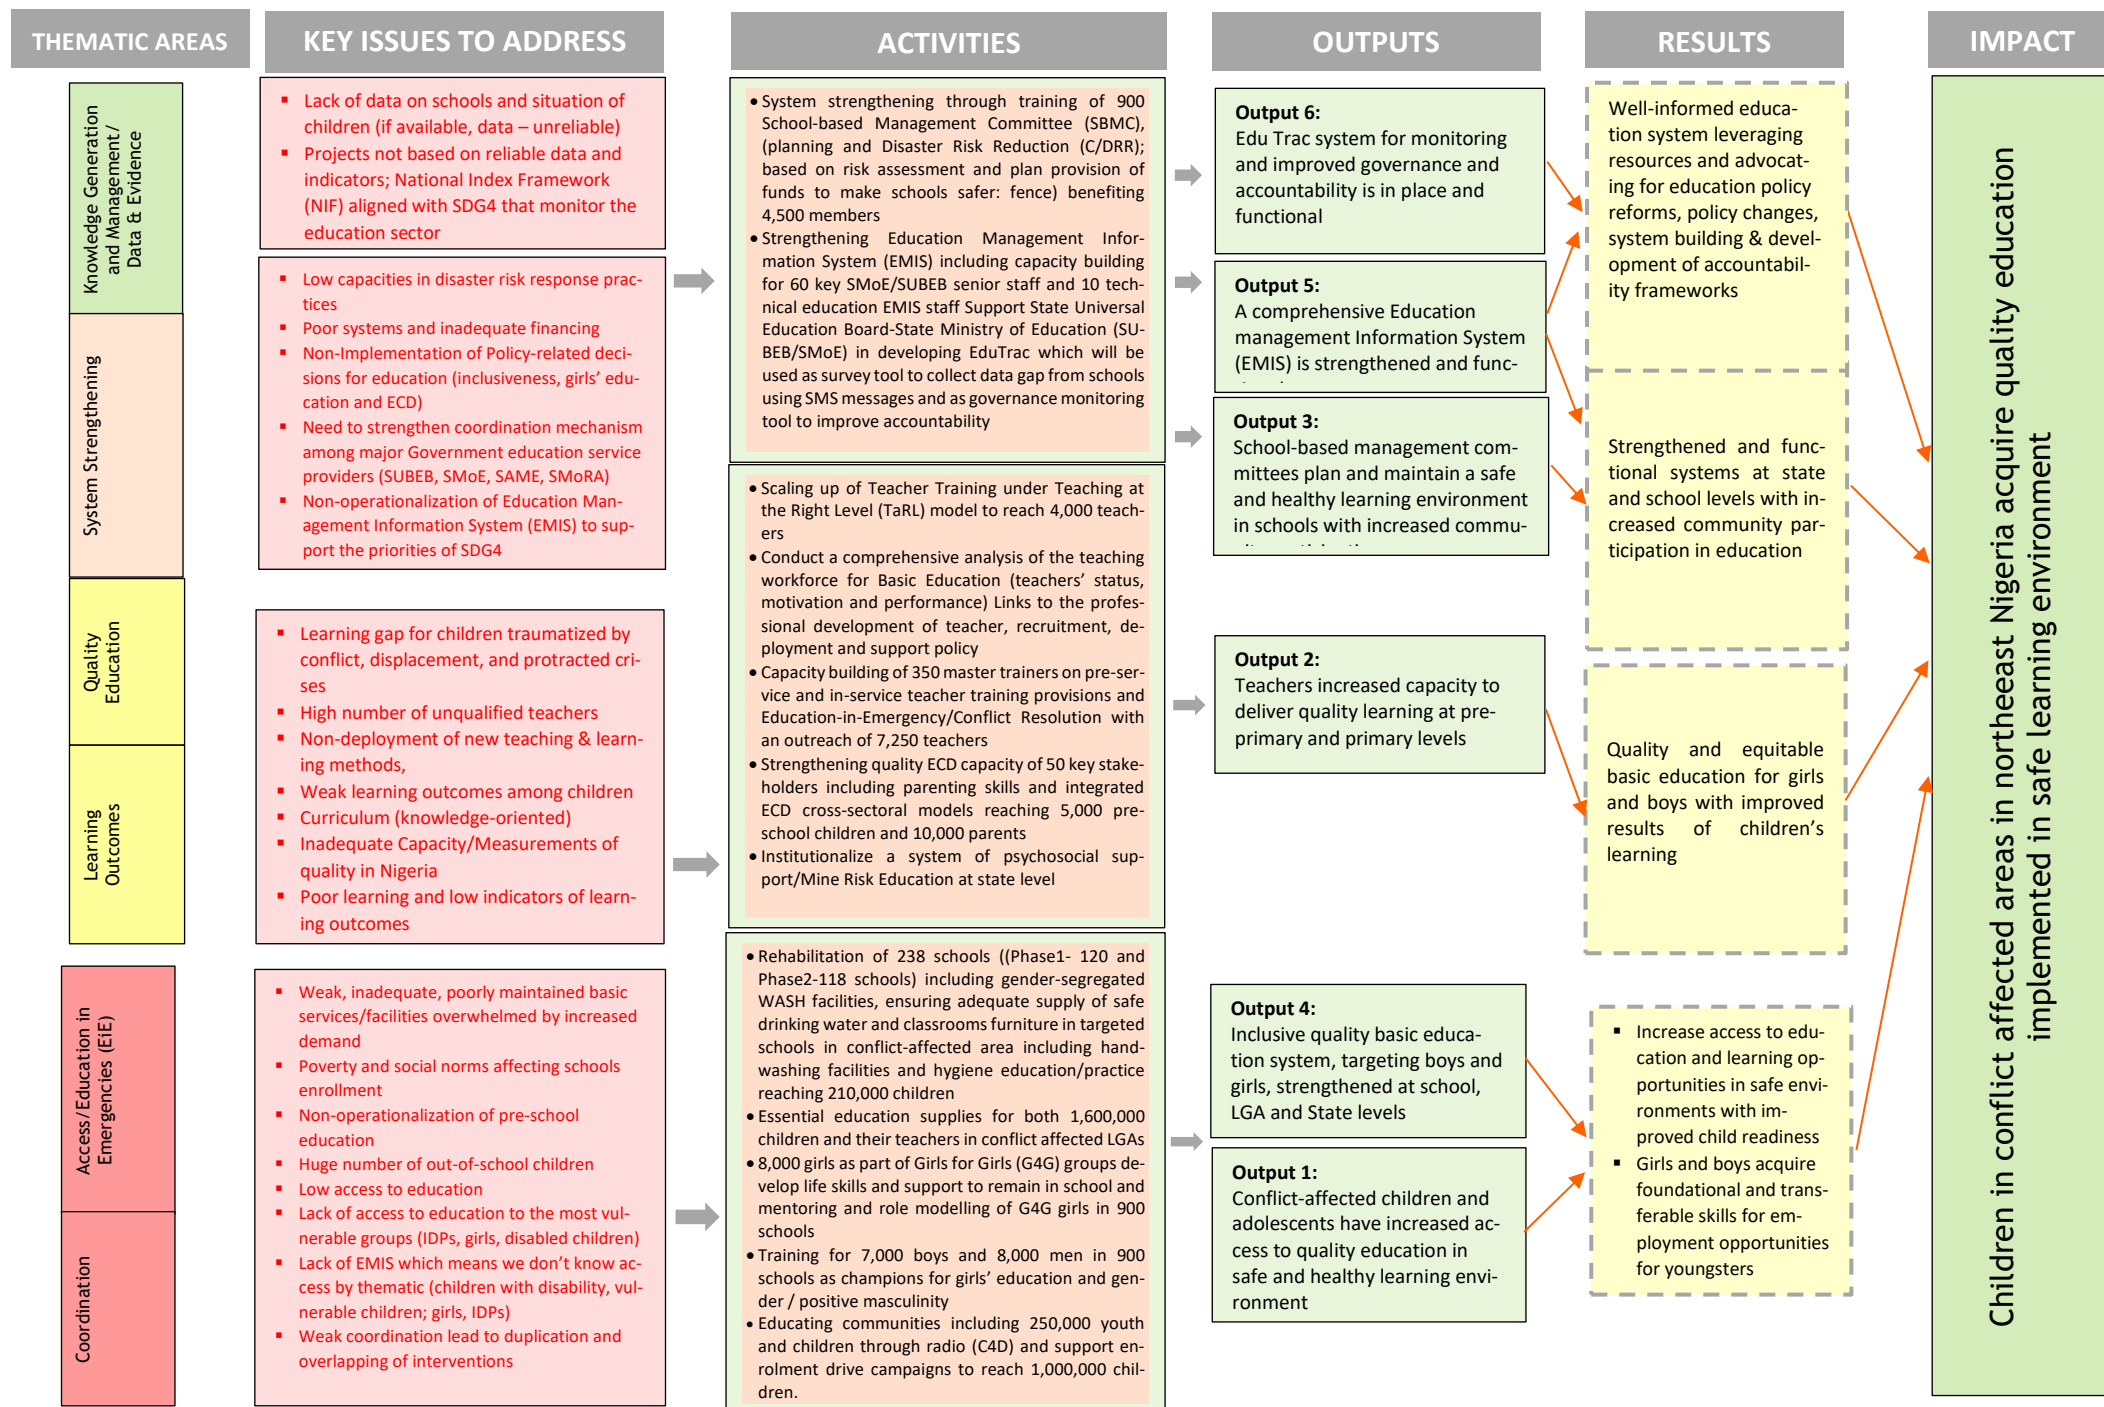 THEMATIC AREAS
KEY ISSUES TO ADDRESS
ACTIVITIES
OUTPUTS
RESULTS
IMPACT
Knowledge Generation
and Management/
Data & Evidence
System Strengthening
Quality
Education
Learning
Outcomes
Access/Education in
Emergencies (EiE)
Coordination
▪ Lack of data on schools and situation of
children (if available, data – unreliable)
▪ Projects not based on reliable data and
indicators; National Index Framework
(NIF) aligned with SDG4 that monitor the
education sector
▪ Low capacities in disaster risk response prac-
tices
▪ Poor systems and inadequate financing
▪ Non-Implementation of Policy-related deci-
sions for education (inclusiveness, girls’ edu-
cation and ECD)
▪ Need to strengthen coordination mechanism
among major Government education service
providers (SUBEB, SMoE, SAME, SMoRA)
▪ Non-operationalization of Education Man-
agement Information System (EMIS) to sup-
port the priorities of SDG4
▪ Learning gap for children traumatized by
conflict, displacement, and protracted cri-
ses
▪ High number of unqualified teachers
▪ Non-deployment of new teaching & learn-
ing methods,
▪ Weak learning outcomes among children
▪ Curriculum (knowledge-oriented)
▪ Inadequate Capacity/Measurements of
quality in Nigeria
▪ Poor learning and low indicators of learn-
ing outcomes
▪ Weak, inadequate, poorly maintained basic
services/facilities overwhelmed by increased
demand
▪ Poverty and social norms affecting schools
enrollment
▪ Non-operationalization of pre-school
education
▪ Huge number of out-of-school children
▪ Low access to education
▪ Lack of access to education to the most vul-
nerable groups (IDPs, girls, disabled children)
▪ Lack of EMIS which means we don’t know ac-
cess by thematic (children with disability, vul-
nerable children; girls, IDPs)
▪ Weak coordination lead to duplication and
overlapping of interventions
• System strengthening through training of 900
School-based Management Committee (SBMC),
(planning and Disaster Risk Reduction (C/DRR);
based on risk assessment and plan provision of
funds to make schools safer: fence) benefiting
4,500 members
• Strengthening Education Management Infor-
mation System (EMIS) including capacity building
for 60 key SMoE/SUBEB senior staff and 10 tech-
nical education EMIS staff Support State Universal
Education Board-State Ministry of Education (SU-
BEB/SMoE) in developing EduTrac which will be
used as survey tool to collect data gap from schools
using SMS messages and as governance monitoring
tool to improve accountability
• Scaling up of Teacher Training under Teaching at
the Right Level (TaRL) model to reach 4,000 teach-
ers
• Conduct a comprehensive analysis of the teaching
workforce for Basic Education (teachers’ status,
motivation and performance) Links to the profes-
sional development of teacher, recruitment, de-
ployment and support policy
• Capacity building of 350 master trainers on pre-ser-
vice and in-service teacher training provisions and
Education-in-Emergency/Conflict Resolution with
an outreach of 7,250 teachers
• Strengthening quality ECD capacity of 50 key stake-
holders including parenting skills and integrated
ECD cross-sectoral models reaching 5,000 pre-
school children and 10,000 parents
• Institutionalize a system of psychosocial sup-
port/Mine Risk Education at state level
• Rehabilitation of 238 schools ((Phase1- 120 and
Phase2-118 schools) including gender-segregated
WASH facilities, ensuring adequate supply of safe
drinking water and classrooms furniture in targeted
schools in conflict-affected area including hand-
washing facilities and hygiene education/practice
reaching 210,000 children
• Essential education supplies for both 1,600,000
children and their teachers in conflict affected LGAs
• 8,000 girls as part of Girls for Girls (G4G) groups de-
velop life skills and support to remain in school and
mentoring and role modelling of G4G girls in 900
schools
• Training for 7,000 boys and 8,000 men in 900
schools as champions for girls’ education and gen-
der / positive masculinity
• Educating communities including 250,000 youth
and children through radio (C4D) and support en-
rolment drive campaigns to reach 1,000,000 chil-
dren.
Output 6:
Edu Trac system for monitoring
and improved governance and
accountability is in place and
functional
Output 5:
A comprehensive Education
management Information System
(EMIS) is strengthened and func-
Output 3:
School-based management com-
mittees plan and maintain a safe
and healthy learning environment
in schools with increased commu-
Output 2:
Teachers increased capacity to
deliver quality learning at pre-
primary and primary levels
Output 4:
Inclusive quality basic educa-
tion system, targeting boys and
girls, strengthened at school,
LGA and State levels
Output 1:
Conflict-affected children and
adolescents have increased ac-
cess to quality education in
safe and healthy learning envi-
ronment
Well-informed educa-
tion system leveraging
resources and advocat-
ing for education policy
reforms, policy changes,
system building & devel-
opment of accountabil-
ity frameworks
Strengthened and func-
tional systems at state
and school levels with in-
creased community par-
ticipation in education
Quality and equitable
basic education for girls
and boys with improved
results of children’s
learning
▪ Increase access to edu-
cation and learning op-
portunities in safe envi-
ronments with im-
proved child readiness
▪ Girls and boys acquire
foundational and trans-
ferable skills for em-
ployment opportunities
for youngsters
Children in conflict affected areas in northeast Nigeria acquire quality education
implemented in safe learning environment